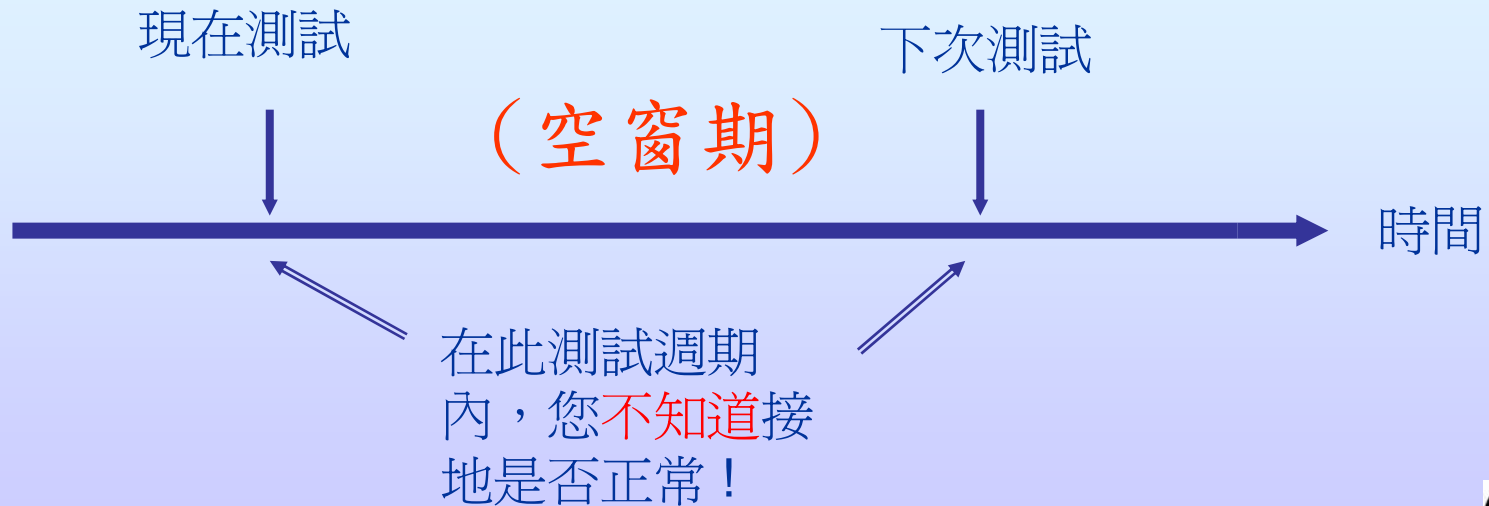 現在測試
下次測試
（空窗期）
時間
在此測試週期
內，您不知道接
地是否正常！